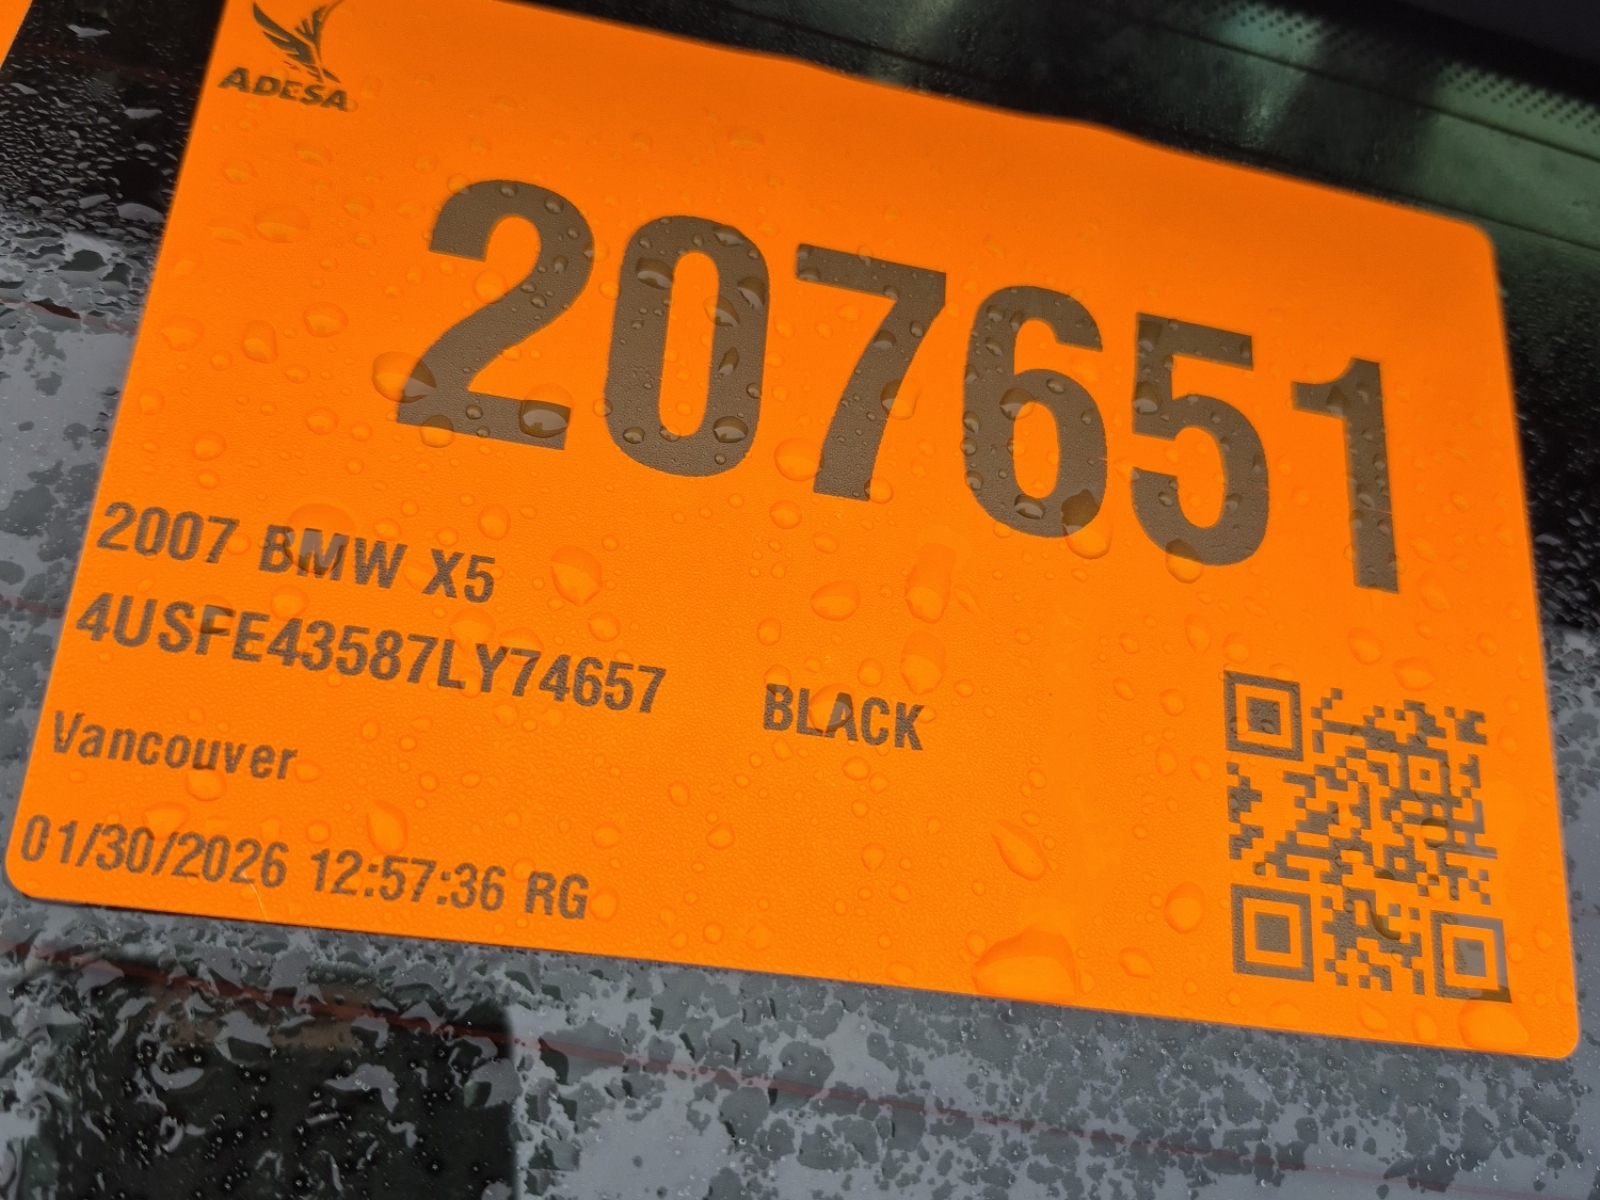 ADESA
207651
2007 BMW X5
4USFE43587LY74657 BLACK
Vancouver
01/30/2026 12:57:36 RG